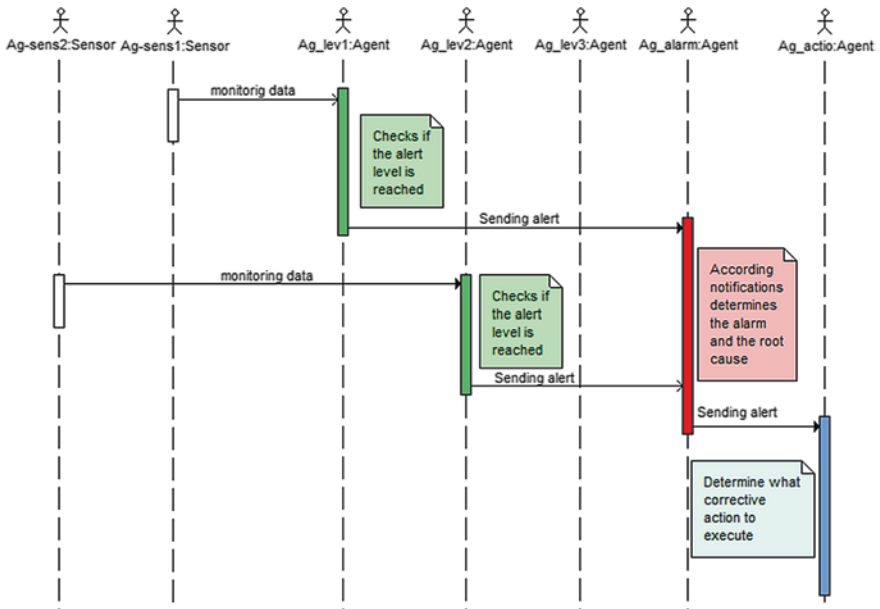 Ag-sens2:Sensor
Ag-sens1:Sensor
Ag_lev1:Agent
Ag_lev2:Agent
Ag_lev3:Agent
Ag_alarm:Agent
Ag_actio:Agent
monitorig data
Checks if
the alert
level is
reached
Sending alert
monitoring data
Checks if
the alert
level is
reached
According
notifications
determines
the alarm
and the root
cause
Sending alert
Sending alert
Determine what
corrective
action to
execute